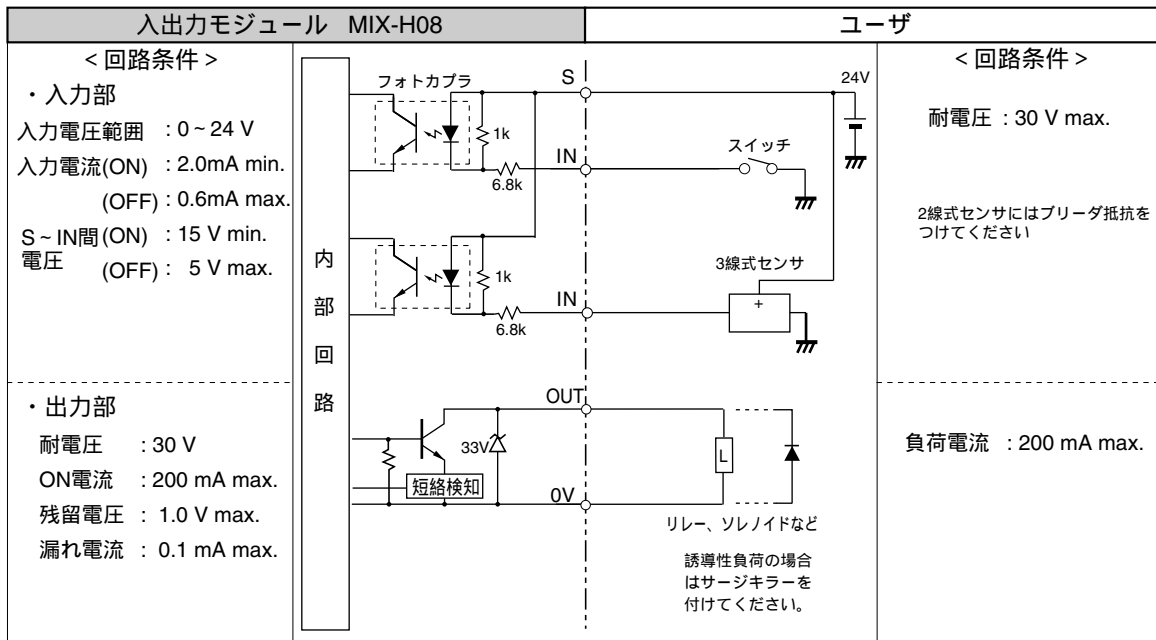 入出力モジュール MIX-H08
ユーザ
< 回路条件 >
・入力部
入力電圧範囲 : 0 ~ 24 V
入力電流(ON) : 2.0mA min.
(OFF) : 0.6mA max.
S ~ IN間 (ON) : 15 V min.
電圧 (OFF) : 5 V max.
・出力部
耐電圧 : 30 V
ON電流 : 200 mA max.
残留電圧 : 1.0 V max.
漏れ電流 : 0.1 mA max.
内部回路
フォトカプラ
1k
6.8k
S
IN
1k
6.8k
IN
OUT
33V
短絡検知
0V
24V
スイッチ
3線式センサ
+
L
リレー、ソレノイドなど
誘導性負荷の場合
はサージキラーを
付けてください。
< 回路条件 >
耐電圧 : 30 V max.
2線式センサにはブリーダ抵抗を
つけてください
負荷電流 : 200 mA max.